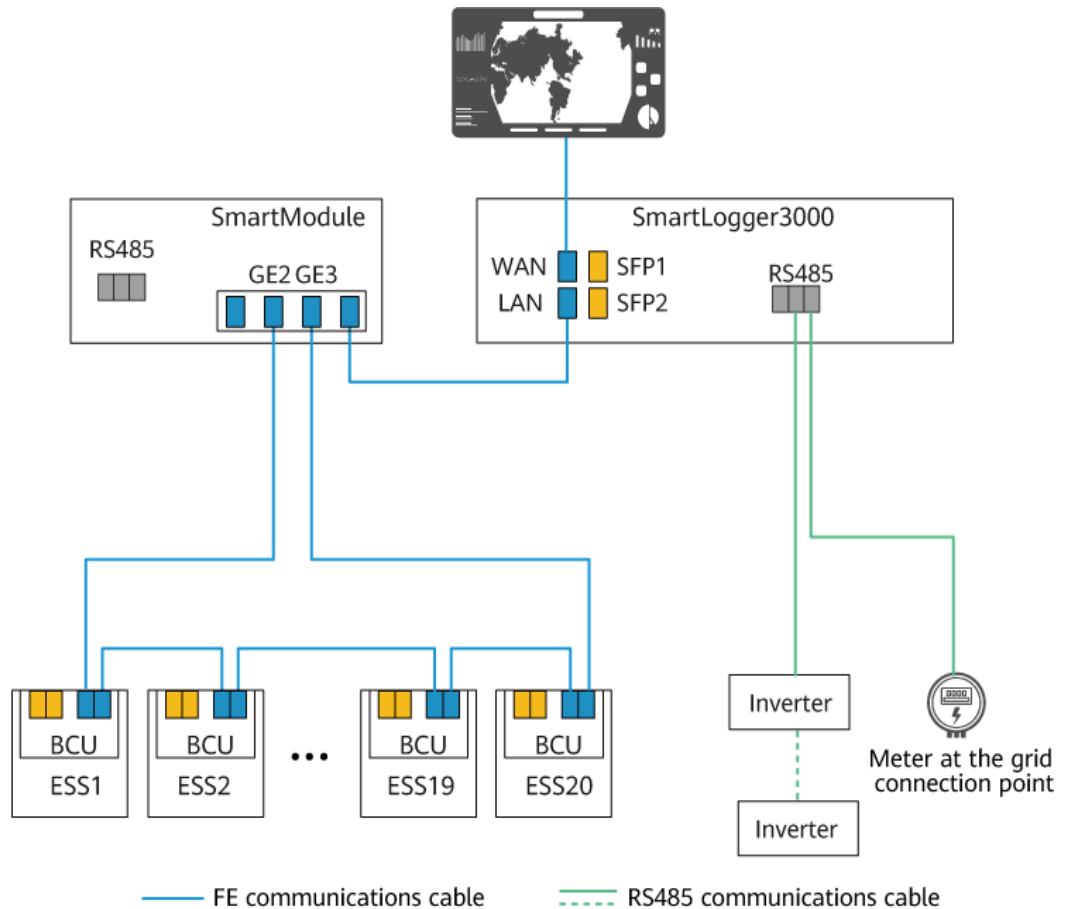 SmartModule
SmartLogger3000
RS485
GE2 GE3
WAN
SFP1
LAN
SFP2
RS485
BCU
BCU
BCU
BCU
ESS1
ESS2
ESS19
ESS20
Inverter
Meter at the grid
connection point
Inverter
FE communications cable
RS485 communications cable